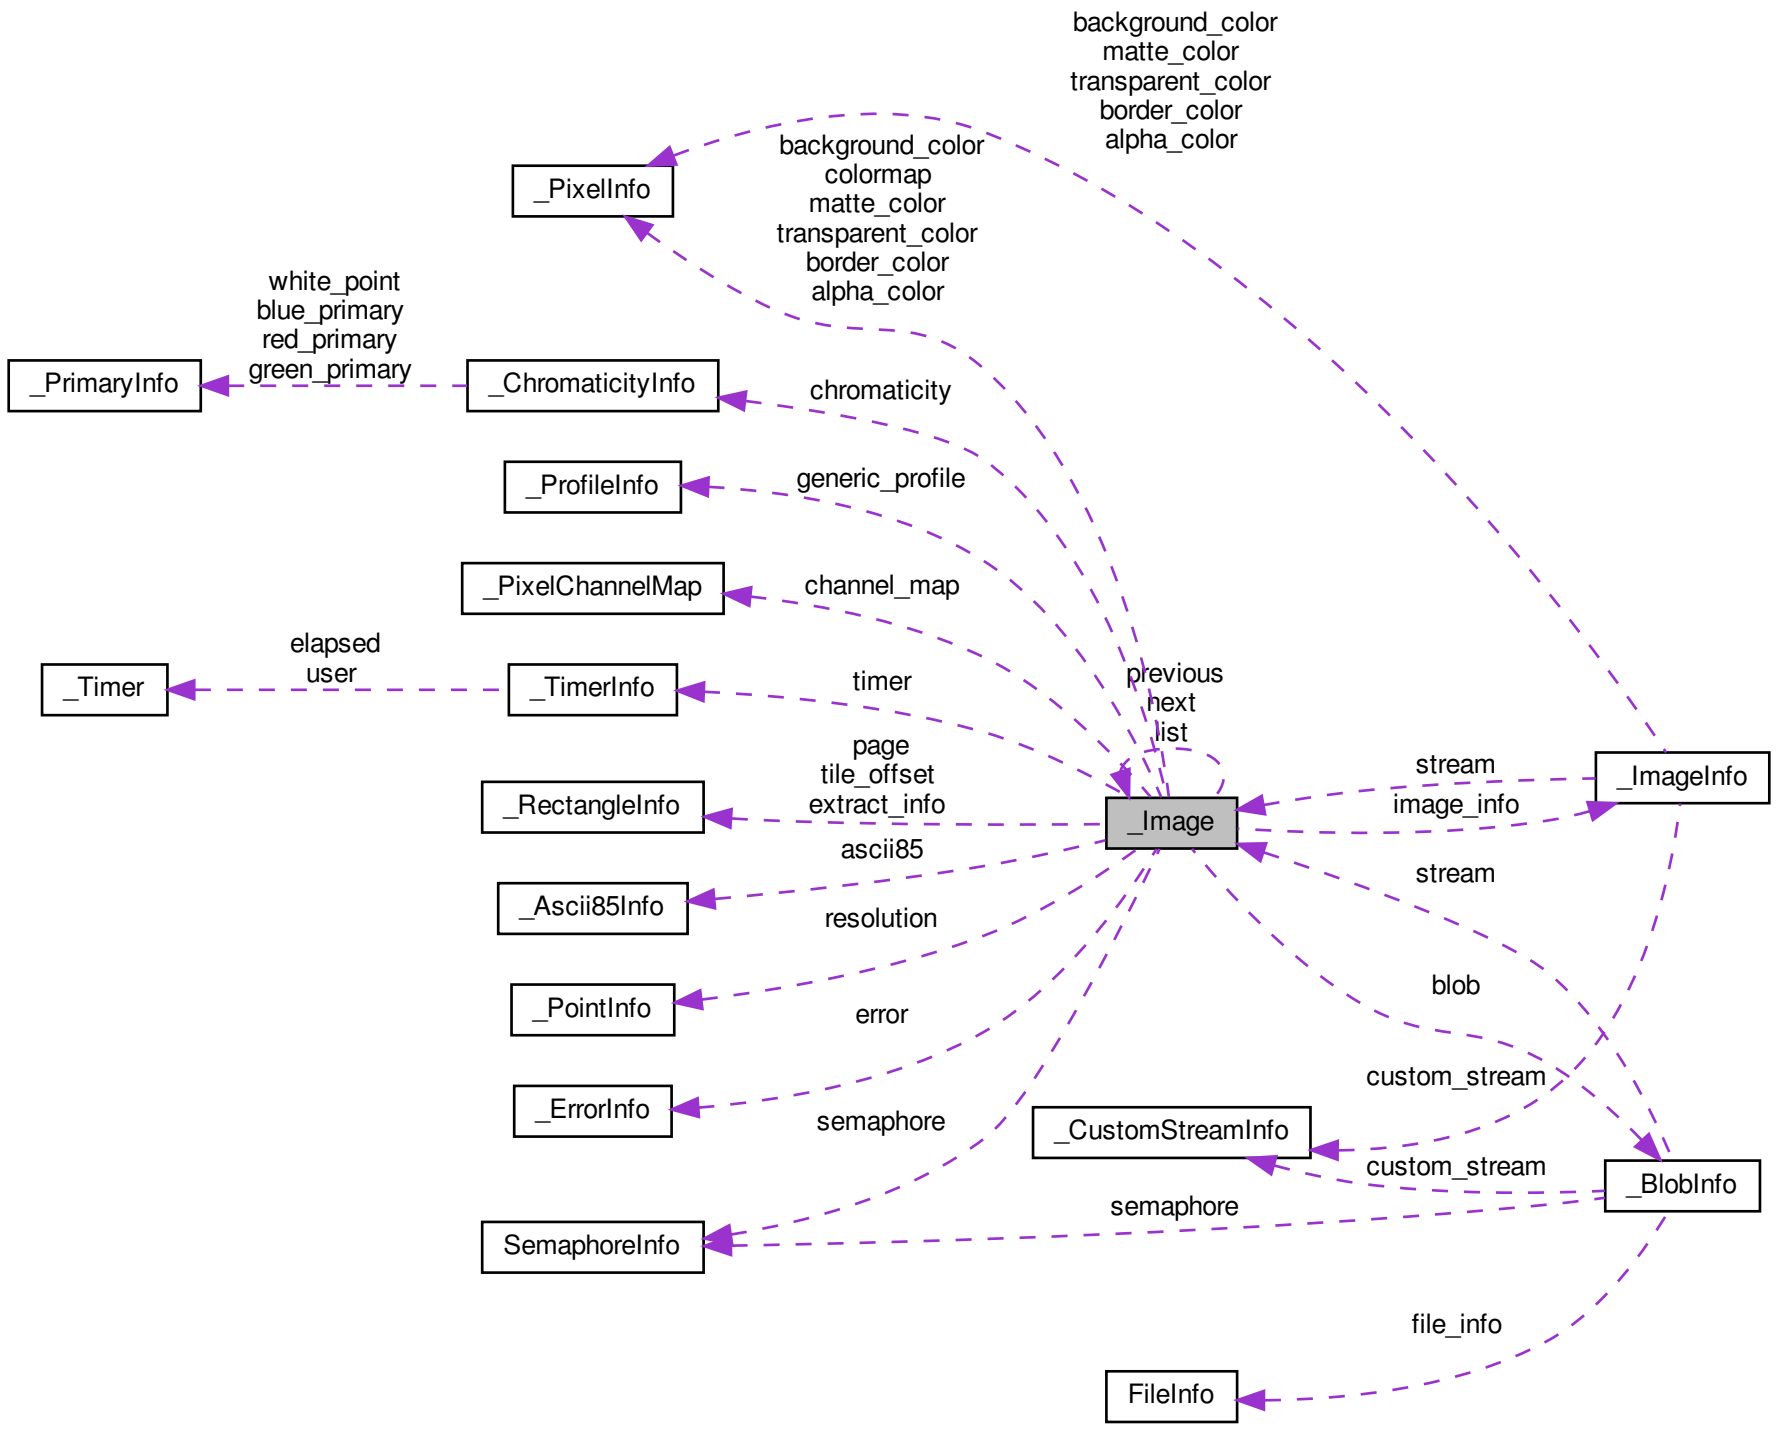 background_color
matte_color
transparent_color
border_color
alpha_color
background_color
colormap
matte_color
transparent_color
border_color
alpha_color
_PixelInfo
white_point
blue_primary
red_primary
green_primary
_PrimaryInfo
_ChromaticityInfo
chromaticity
_ProfileInfo
generic_profile
_PixelChannelMap
channel_map
elapsed
user
_Timer
_TimerInfo
timer
previous
next
list
page
tile_offset
extract_info
_RectangleInfo
_Image
stream
image_info
_ImageInfo
ascii85
_Ascii85Info
stream
resolution
_PointInfo
blob
error
_ErrorInfo
custom_stream
semaphore
_CustomStreamInfo
custom_stream
_BlobInfo
semaphore
SemaphoreInfo
file_info
FileInfo